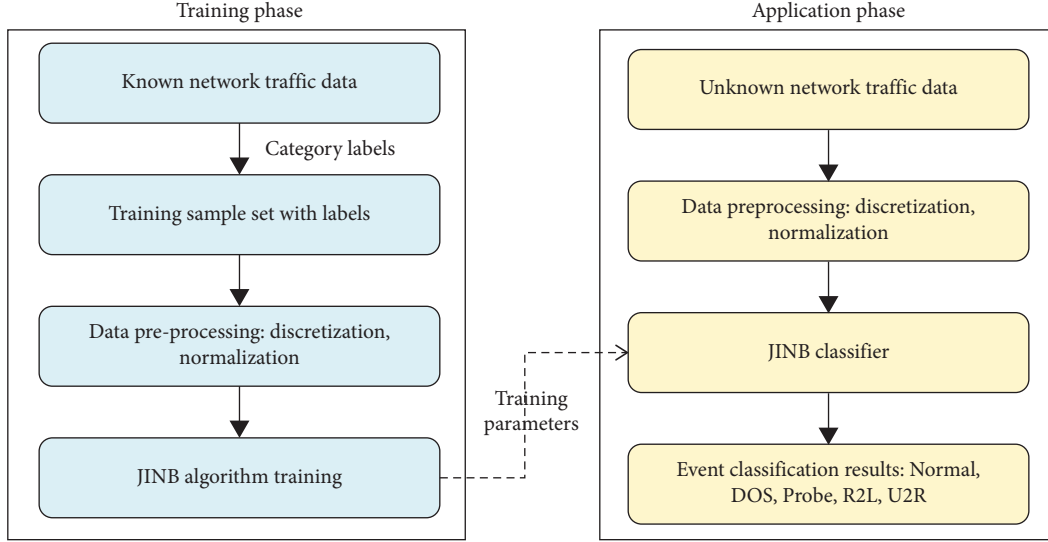 Training phase
Known network traffic data
Category labels
Training sample set with labels
Data pre-processing: discretization,
normalization
JINB algorithm training
Training
parameters
Application phase
Unknown network traffic data
Data preprocessing: discretization,
normalization
JINB classifier
Event classification results: Normal,
DOS, Probe, R2L, U2R